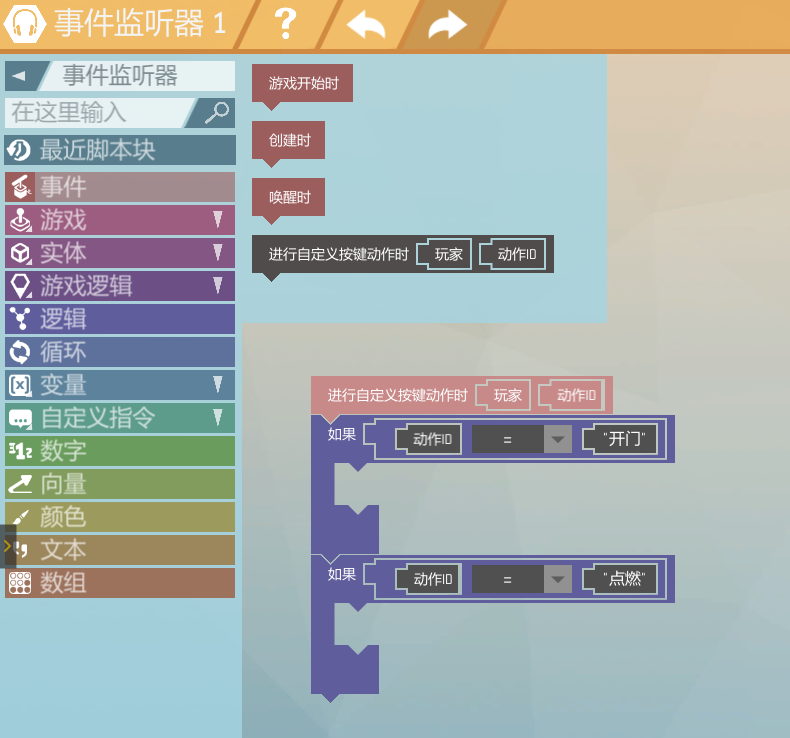 事件监听器 1 ?
事件监听器
在这里输入
最近脚本块
事件
游戏
实体
游戏逻辑
逻辑
循环
变量
自定义指令
数字
向量
颜色
文本
数组
游戏开始时
创建时
唤醒时
进行自定义按键动作时 玩家 动作ID
进行自定义按键动作时 玩家 动作ID
如果 动作ID = "开门"
如果 动作ID = "点燃"